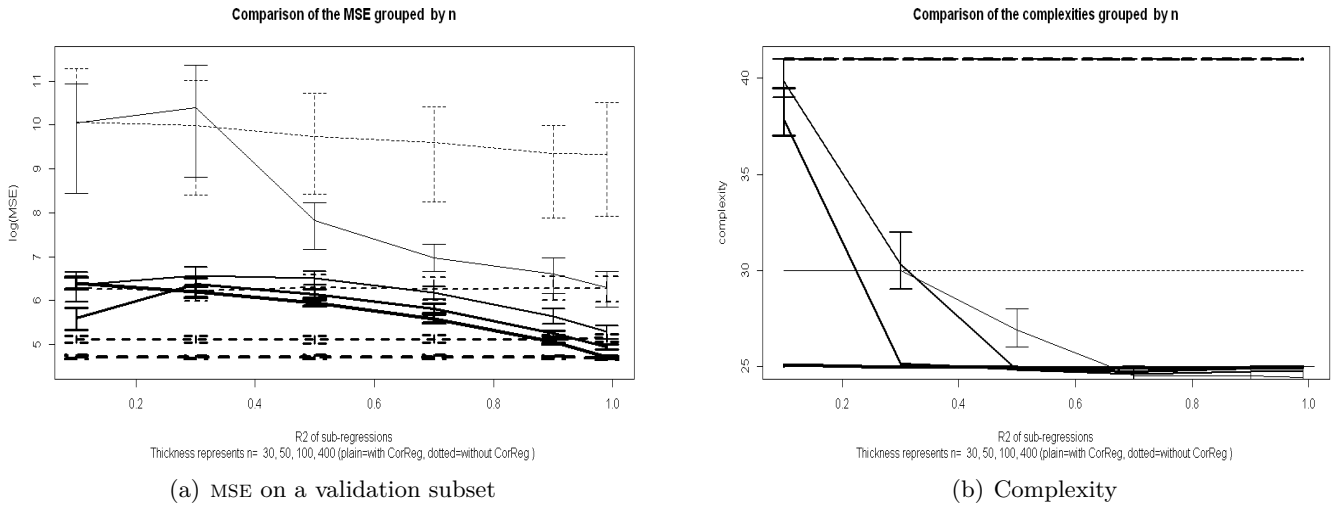 Comparison of the MSE grouped by n
log(MSE)
11
10
9
8
7
6
5
0.2 0.4 0.6 0.8 1.0
R2 of sub-regressions
Thickness represents n= 30, 50, 100, 400 (plain=with CorReg, dotted=without CorReg )
(a) MSE on a validation subset
Comparison of the complexities grouped by n
complexity
40
35
30
25
0.2 0.4 0.6 0.8 1.0
R2 of sub-regressions
Thickness represents n= 30, 50, 100, 400 (plain=with CorReg, dotted=without CorReg )
(b) Complexity